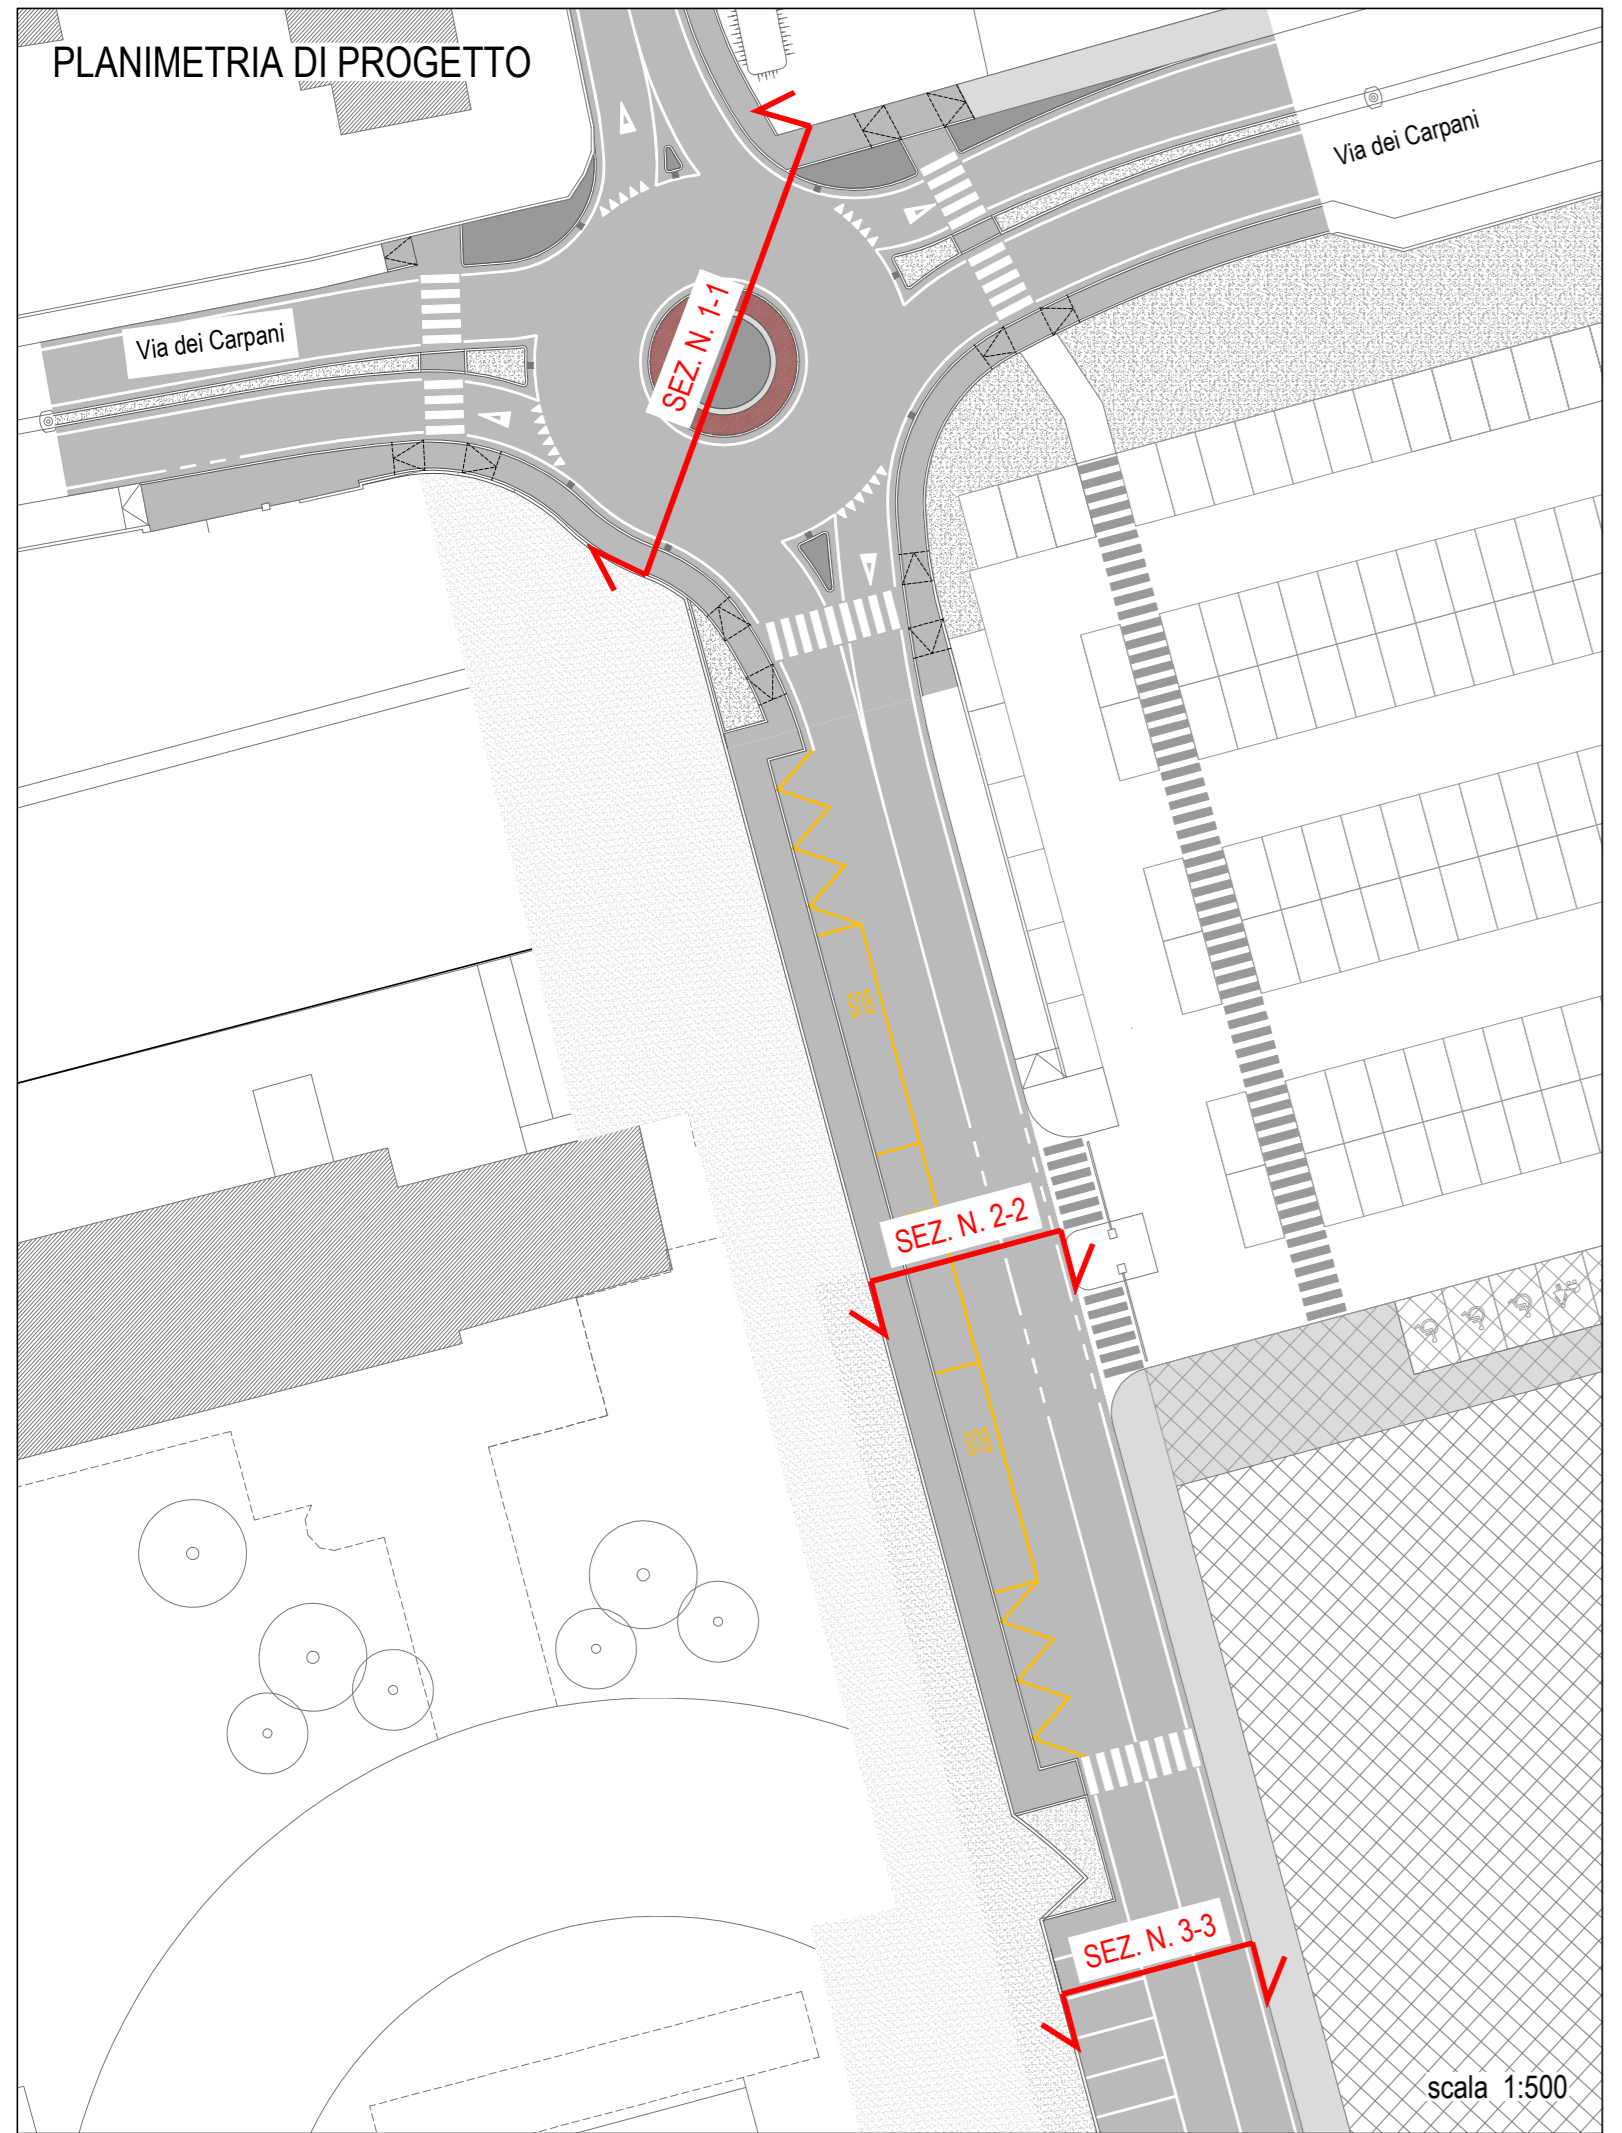 PLANIMETRIA DI PROGETTO
Via dei Carpani
SEZ. N. 1-1
Via dei Carpani
BUS
SEZ. N. 2-2
BUS
SEZ. N. 3-3
scala 1:500